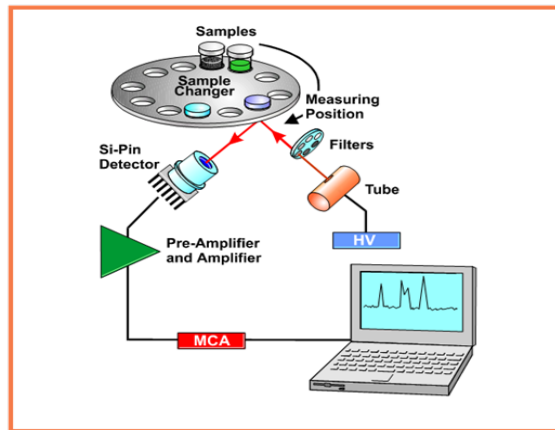 Samples
Sample
Changer
Measuring
Position
Filters
Si-Pin
Detector
Tube
HV
Pre-Amplifier
and Amplifier
MCA